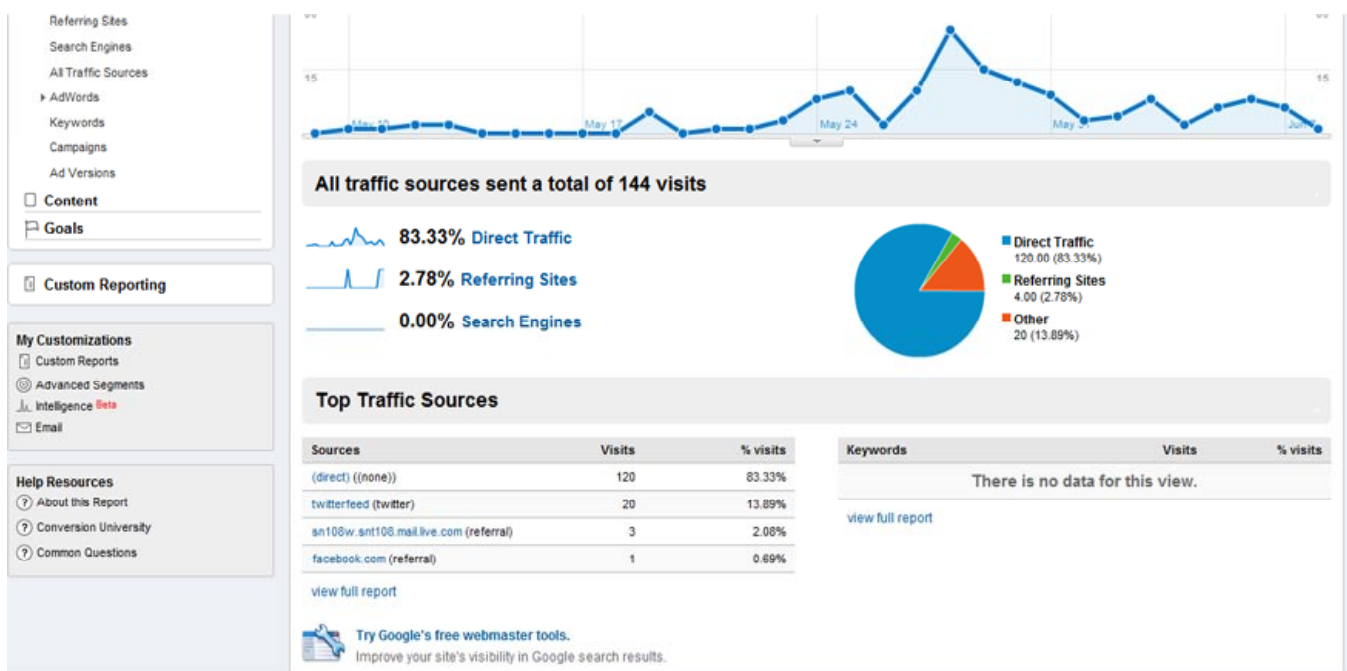 Referring Sites
Search Engines
All Traffic Sources
AdWords
Keywords
Campaigns
Ad Versions
Content
Goals
Custom Reporting
My Customizations
Custom Reports
Advanced Segments
Intelligence Beta
Email
Help Resources
About this Report
Conversion University
Common Questions
15 15
May 17 May 24
All traffic sources sent a total of 144 visits
83.33% Direct Traffic
2.78% Referring Sites
0.00% Search Engines
Direct Traffic
120.00 (83.33%)
Referring Sites
4.00 (2.78%)
Other
20 (13.89%)
Top Traffic Sources
Sources Visits % visits
(direct) ((none)) 120 83.33%
twitterfeed (twitter) 20 13.89%
sn108w.snt108.mail.live.com (referral) 3 2.08%
facebook.com (referral) 1 0.69%
view full report
Keywords Visits % visits
There is no data for this view.
view full report
Try Google's free webmaster tools.
Improve your site's visibility in Google search results.